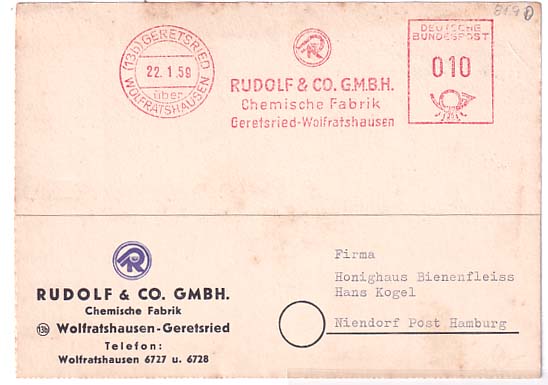 819
(13b) GERETSRIED
22.1.59
über
WOLFRATSHAUSEN
R
RUDOLF & CO. G.M.B.H.
Chemische Fabrik
Geretsried-Wolfratshausen
DEUTSCHE
BUNDESPOST
010
R
RUDOLF & CO. GMBH.
Chemische Fabrik
13b Wolfratshausen-Geretsried
Telefon:
Wolfratshausen 6727 u. 6728
Firma
Honighaus Bienenfleiss
Hans Kogel
Niendorf Post Hamburg